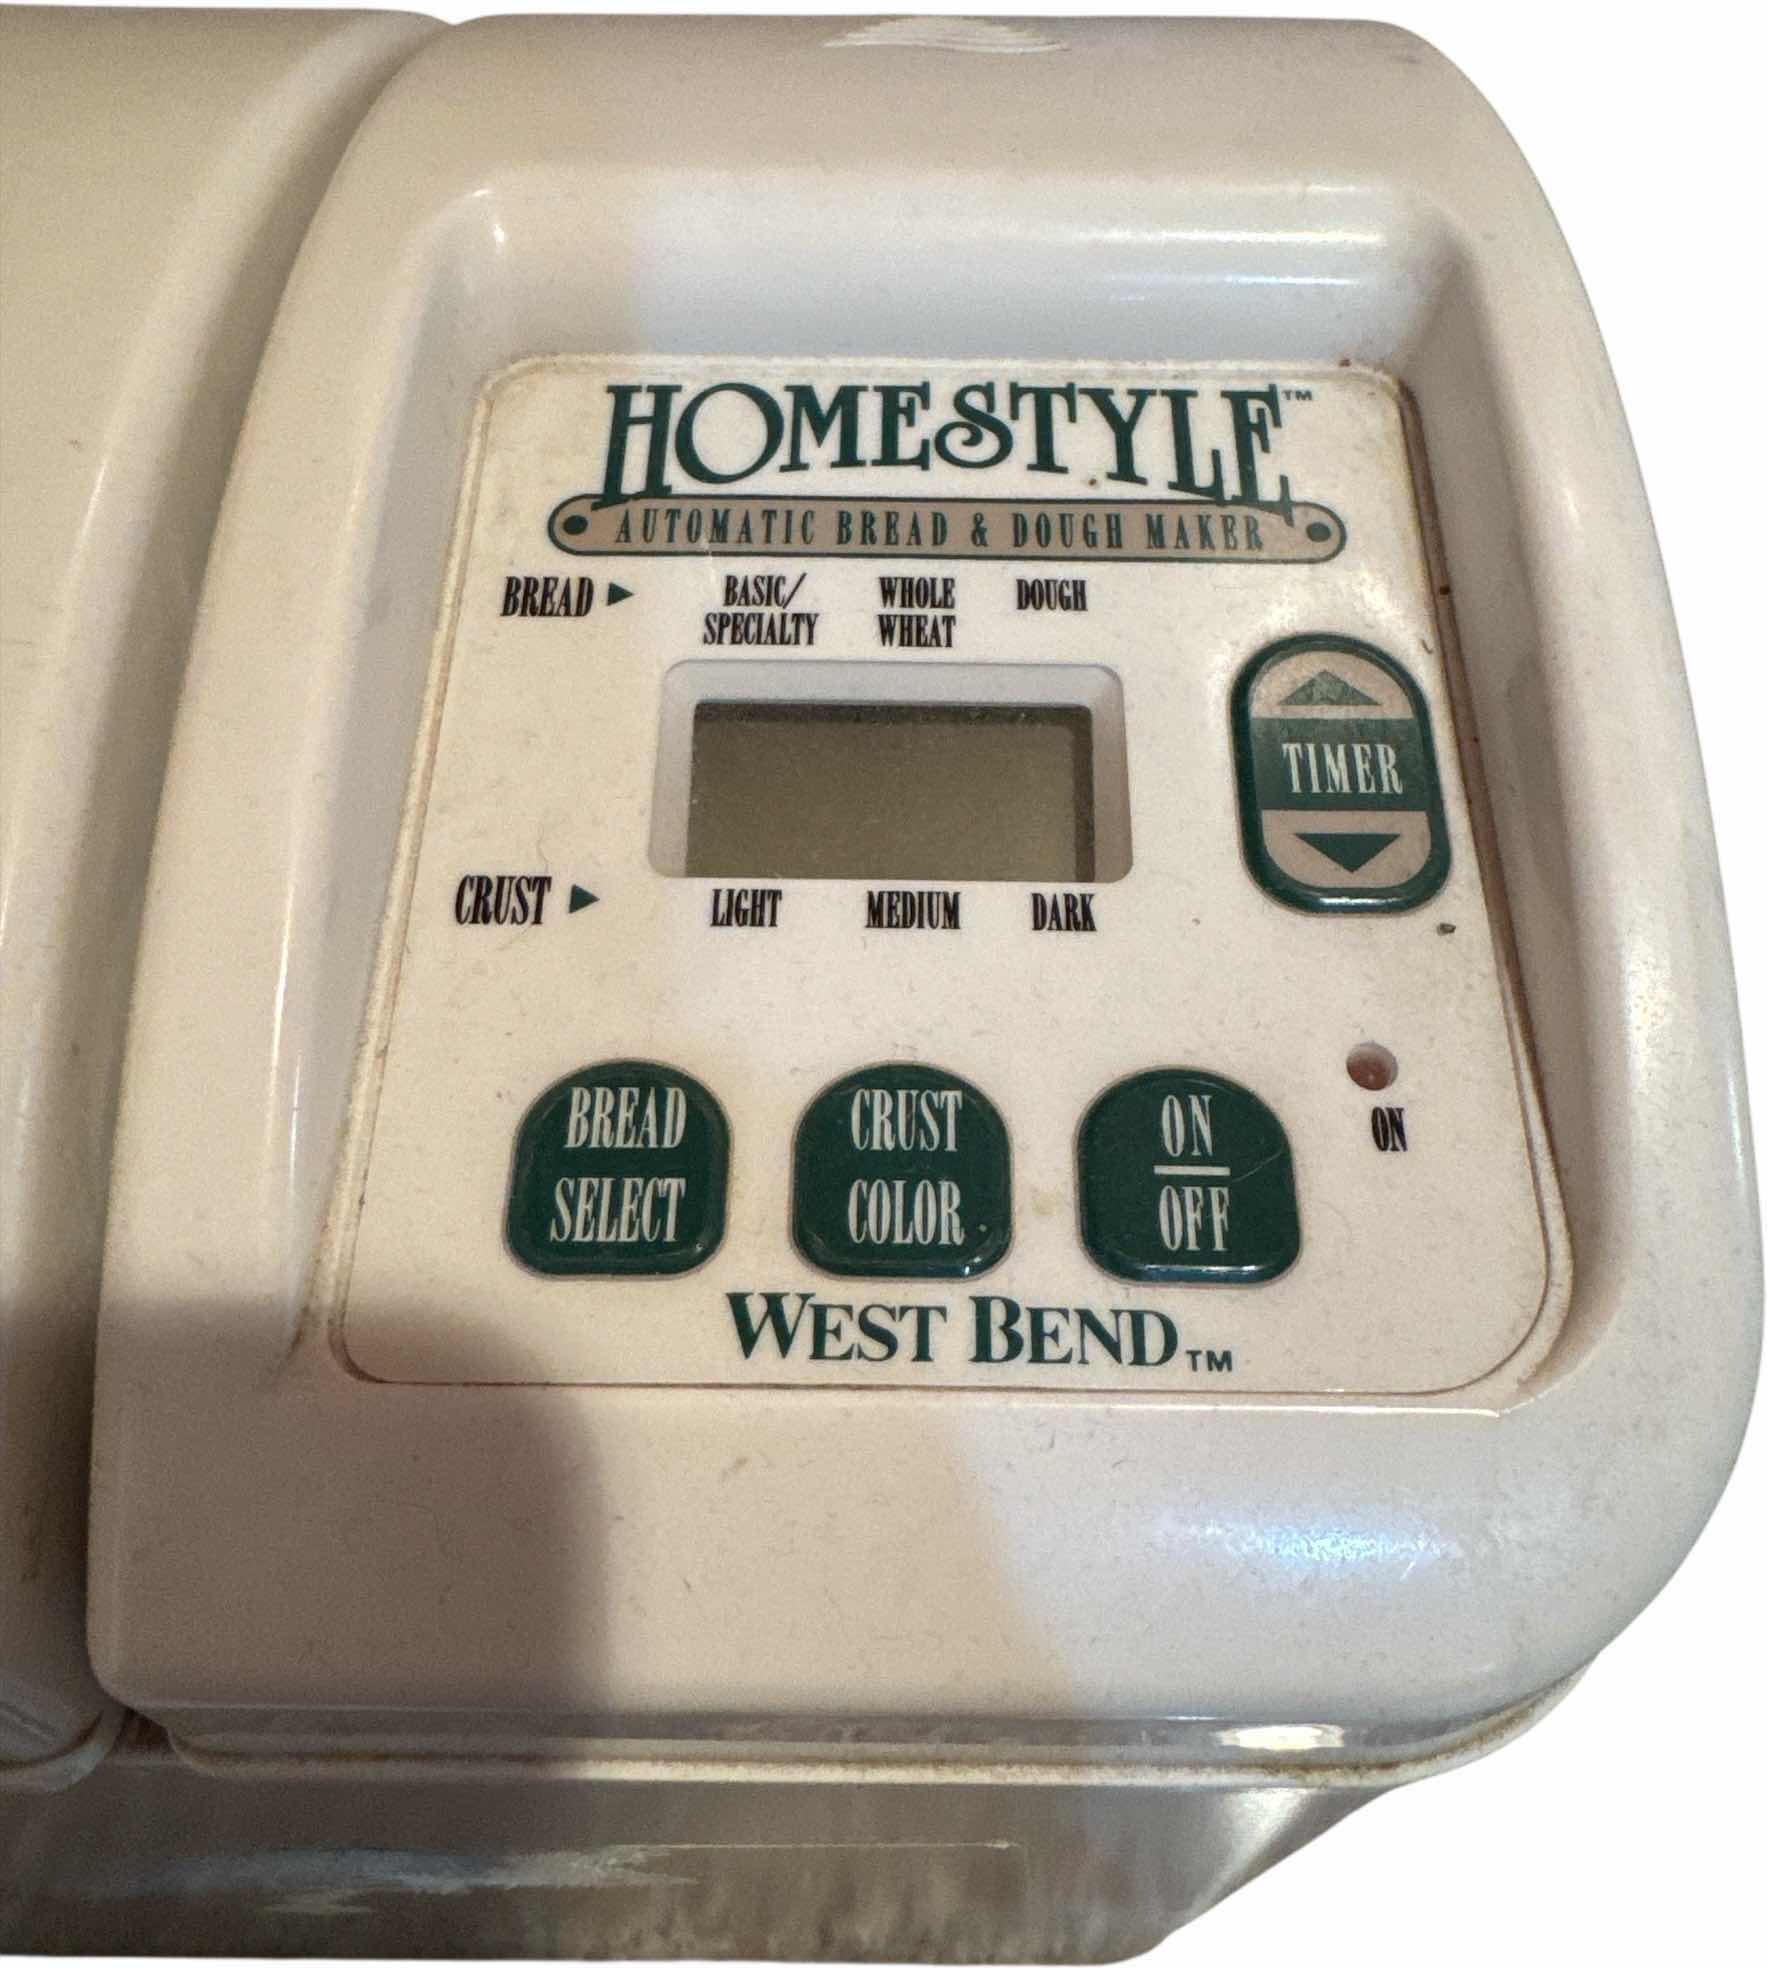 HOMESTYLE™
AUTOMATIC BREAD & DOUGH MAKER
BREAD ▶ BASIC/ WHOLE DOUGH
SPECIALTY WHEAT
TIMER
CRUST ▶ LIGHT MEDIUM DARK
BREAD CRUST ON
SELECT COLOR OFF
ON
WEST BEND™